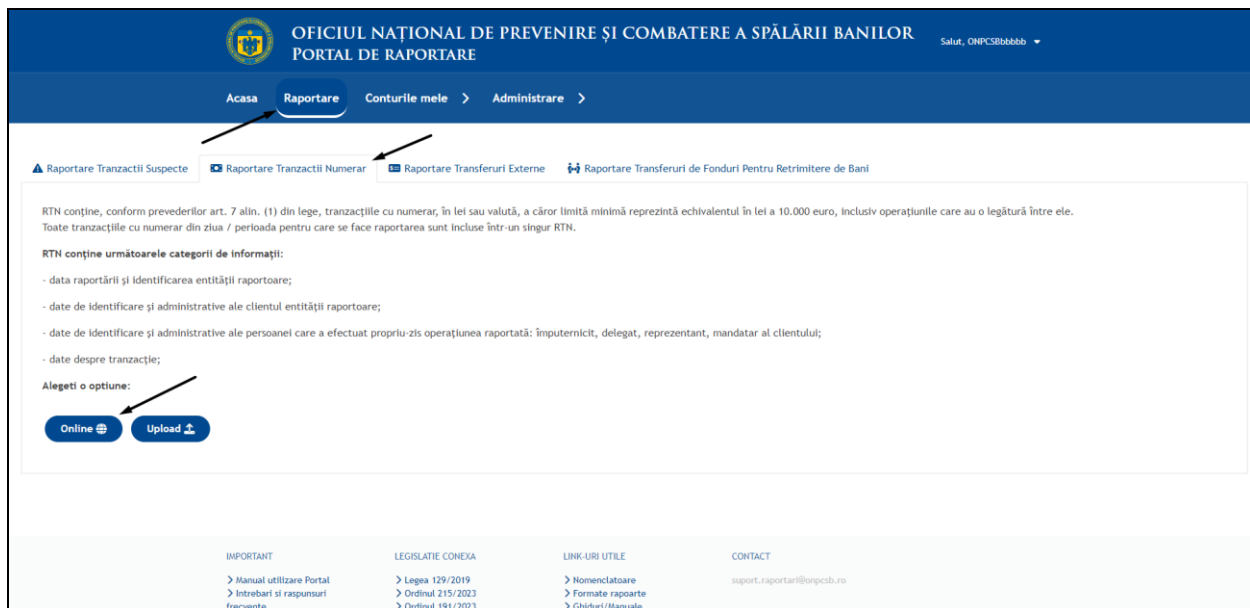 OFICIUL NAȚIONAL DE PREVENIRE ȘI COMBATERE A SPĂLĂRII BANILOR
PORTAL DE RAPORTARE
Salut, ONPCSBbbbbb
Acasa Raportare Conturile mele Administrare
Raportare Tranzactii Suspecte Raportare Tranzactii Numerar Raportare Transferuri Externe Raportare Transferuri de Fonduri Pentru Retrimitere de Bani
RTN conține, conform prevederilor art. 7 alin. (1) din lege, tranzacțiile cu numerar, în lei sau valută, a căror limită minimă reprezintă echivalentul în lei a 10.000 euro, inclusiv operațiunile care au o legătură între ele.
Toate tranzacțiile cu numerar din ziua / perioada pentru care se face raportarea sunt incluse într-un singur RTN.
RTN conține următoarele categorii de informații:
- data raportării și identificarea entității raportoare;
- date de identificare și administrative ale clientul entității raportoare;
- date de identificare și administrative ale persoanei care a efectuat propriu-zis operațiunea raportată: împuternicit, delegat, reprezentant, mandatar al clientului;
- date despre tranzacție;
Alegeti o optiune:
Online Upload
IMPORTANT LEGISLATIE CONEXA LINK-URI UTILE CONTACT
Manual utilizare Portal Legea 129/2019 Nomenclatoare suport.raportari@onpcsb.ro
Intrebari si raspunsuri Ordinul 215/2023 Formate rapoarte
frecvente Ordinul 191/2023 Ghiduri/Manuale